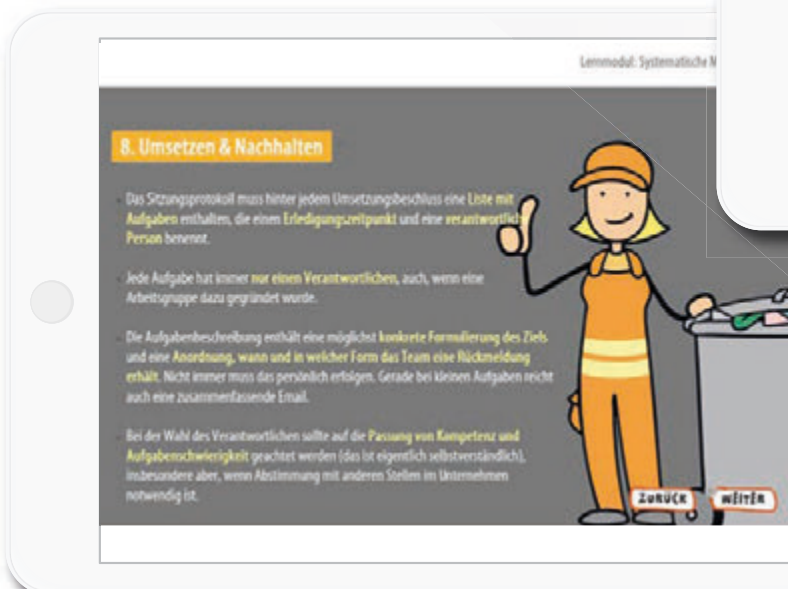 Lernmodul: Systematische M
8. Umsetzen & Nachhalten
Das Sitzungsprotokoll muss hinter jedem Umsetzungsbeschluss eine Liste mit
Aufgaben enthalten, die einen Erledigungszeitpunkt und eine verantwortliche
Person benennt.
Jede Aufgabe hat immer nur einen Verantwortlichen, auch, wenn eine
Arbeitsgruppe dazu gegründet wurde.
Die Aufgabenbeschreibung enthält eine möglichst konkrete Formulierung des Ziels
und eine Anordnung, wann und in welcher Form das Team eine Rückmeldung
erhält. Nicht immer muss das persönlich erfolgen. Gerade bei kleinen Aufgaben reicht
auch eine zusammenfassende Email.
Bei der Wahl des Verantwortlichen sollte auf die Passung von Kompetenz und
Aufgabenschwierigkeit geachtet werden (das ist eigentlich selbstverständlich),
insbesondere aber, wenn Abstimmung mit anderen Stellen im Unternehmen
notwendig ist.
ZURÜCK WEITER